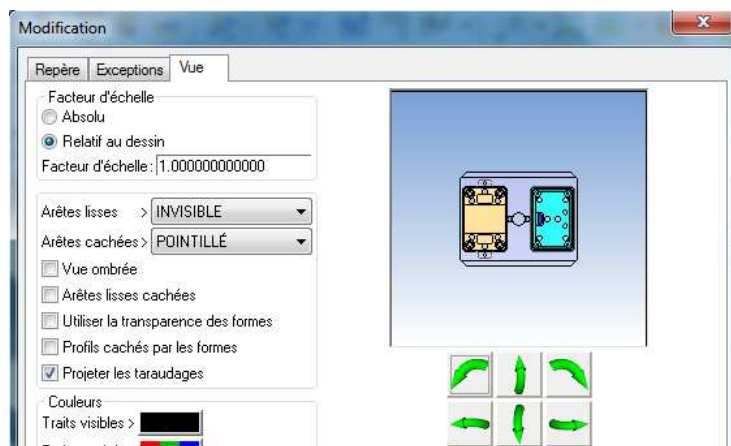 Modification
Repère Exceptions Vue
Facteur d'échelle
Absolu
Relatif au dessin
Facteur d'échelle : 1.000000000000
Arêtes lisses > INVISIBLE
Arêtes cachées > POINTILLÉ
Vue ombrée
Arêtes lisses cachées
Utiliser la transparence des formes
Profils cachés par les formes
Projeter les taraudages
Couleurs
Traits visibles >